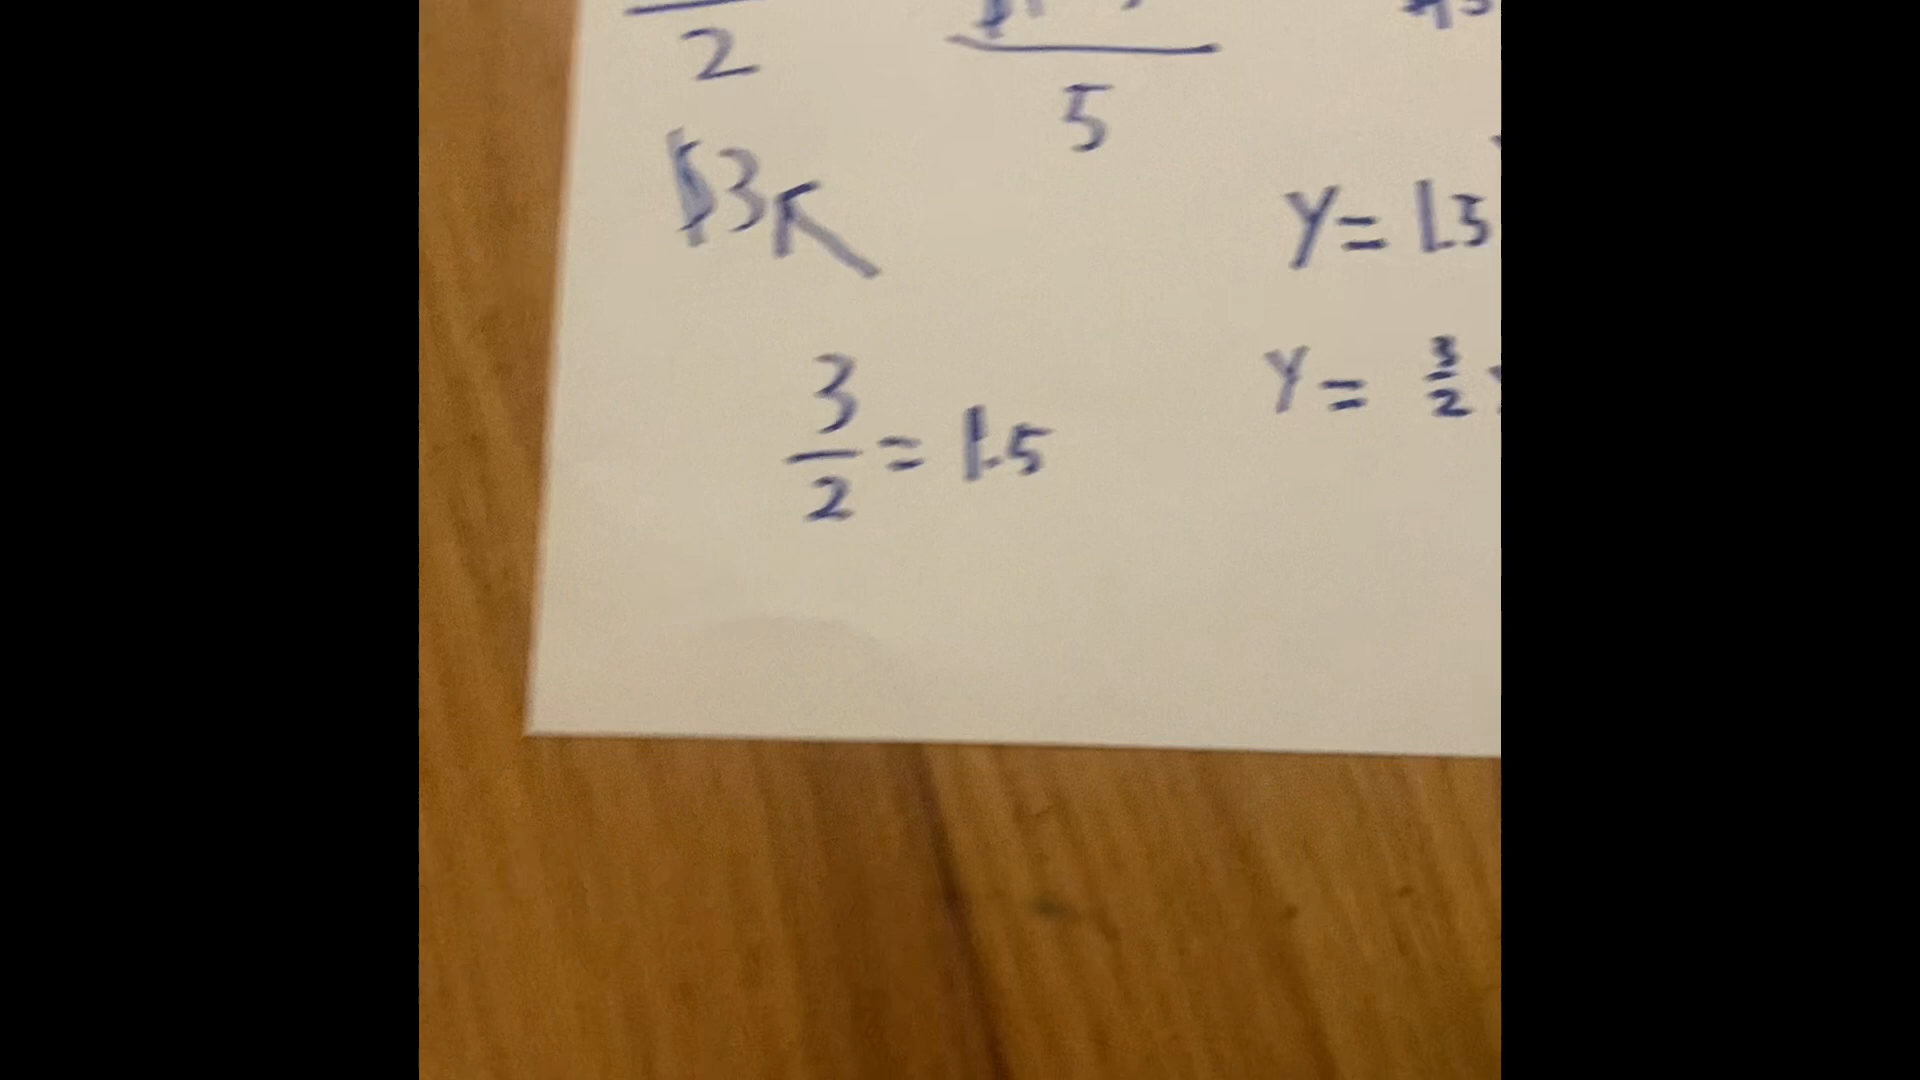 2
5
$3K
y = 1.5
3/2 = 1.5
y = 3/2